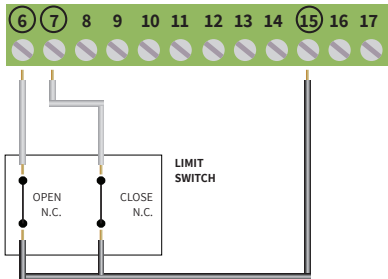 6 7 8 9 10 11 12 13 14 15 16 17
LIMIT
SWITCH
OPEN CLOSE
N.C. N.C.